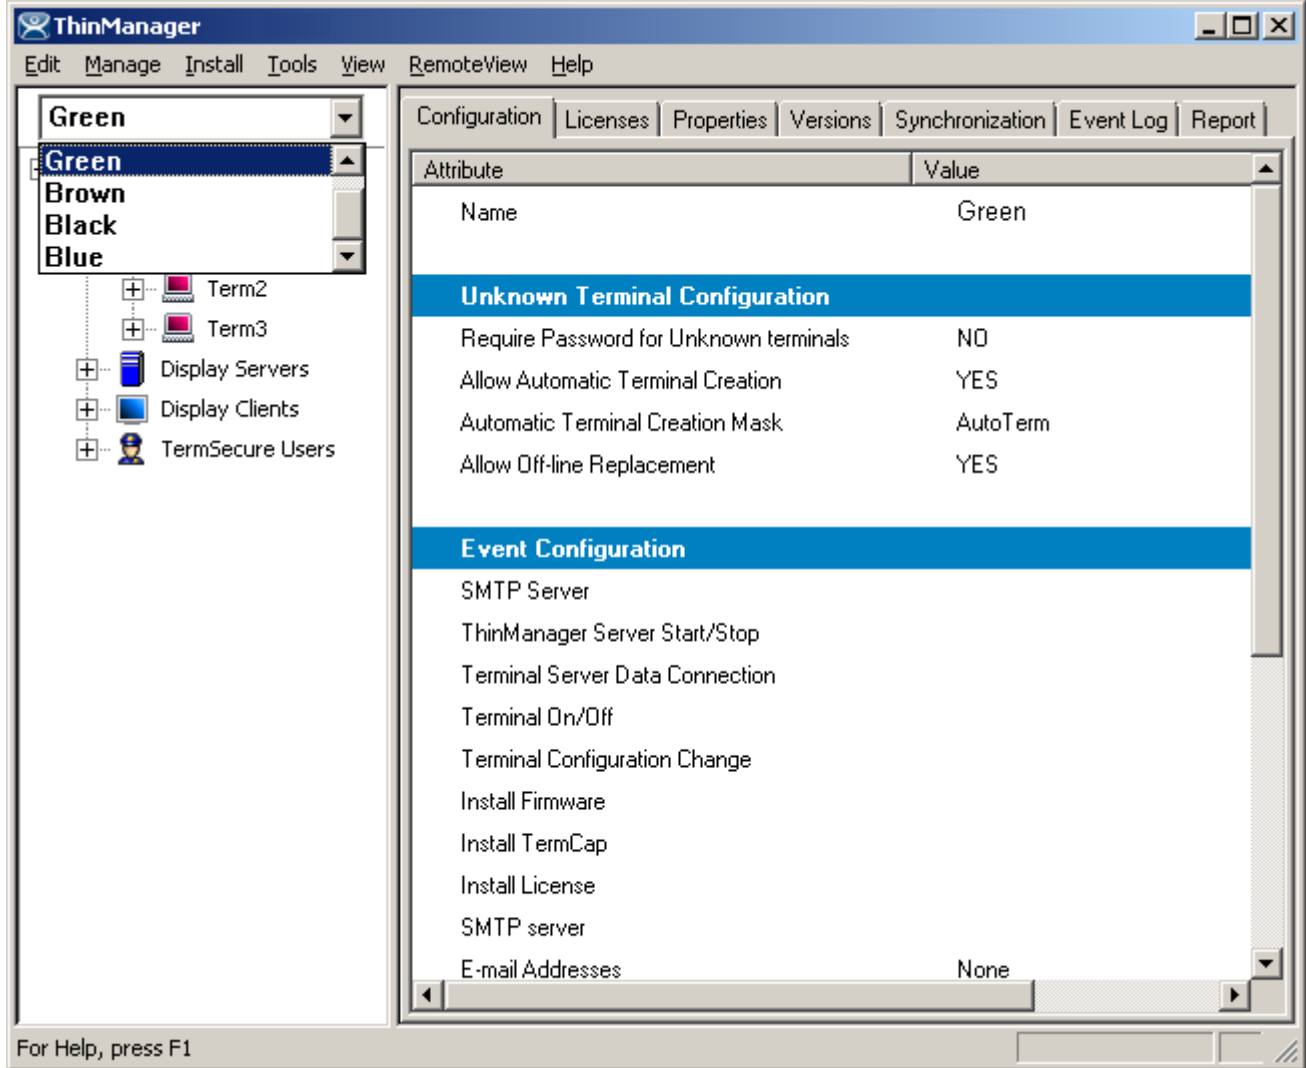 ThinManager
Edit Manage Install Tools View RemoteView Help
Green
Green
Brown
Black
Blue
Term2
Term3
Display Servers
Display Clients
TermSecure Users
Configuration Licenses Properties Versions Synchronization Event Log Report
Attribute Value
Name Green
Unknown Terminal Configuration
Require Password for Unknown terminals NO
Allow Automatic Terminal Creation YES
Automatic Terminal Creation Mask AutoTerm
Allow Off-line Replacement YES
Event Configuration
SMTP Server
ThinManager Server Start/Stop
Terminal Server Data Connection
Terminal On/Off
Terminal Configuration Change
Install Firmware
Install TermCap
Install License
SMTP server
E-mail Addresses None
For Help, press F1